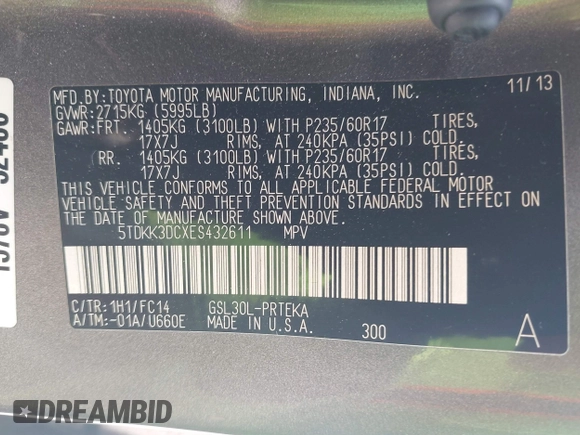 MFD.BY:TOYOTA MOTOR MANUFACTURING, INDIANA, INC. 11/13
GVWR:2715KG (5995LB)
GAWR:FRT. 1405KG (3100LB) WITH P235/60R17 TIRES,
17X7J RIMS, AT 240KPA (35PSI) COLD.
RR. 1405KG (3100LB) WITH P235/60R17 TIRES,
17X7J RIMS, AT 240KPA (35PSI) COLD.
THIS VEHICLE CONFORMS TO ALL APPLICABLE FEDERAL MOTOR
VEHICLE SAFETY AND THEFT PREVENTION STANDARDS IN EFFECT ON
THE DATE OF MANUFACTURE SHOWN ABOVE.
5TDKK3DCXES432611 MPV
C/TR:1H1/FC14 GSL30L-PRTEKA
A/TM:-01A/U660E MADE IN U.S.A. 300 A
DREAMBID